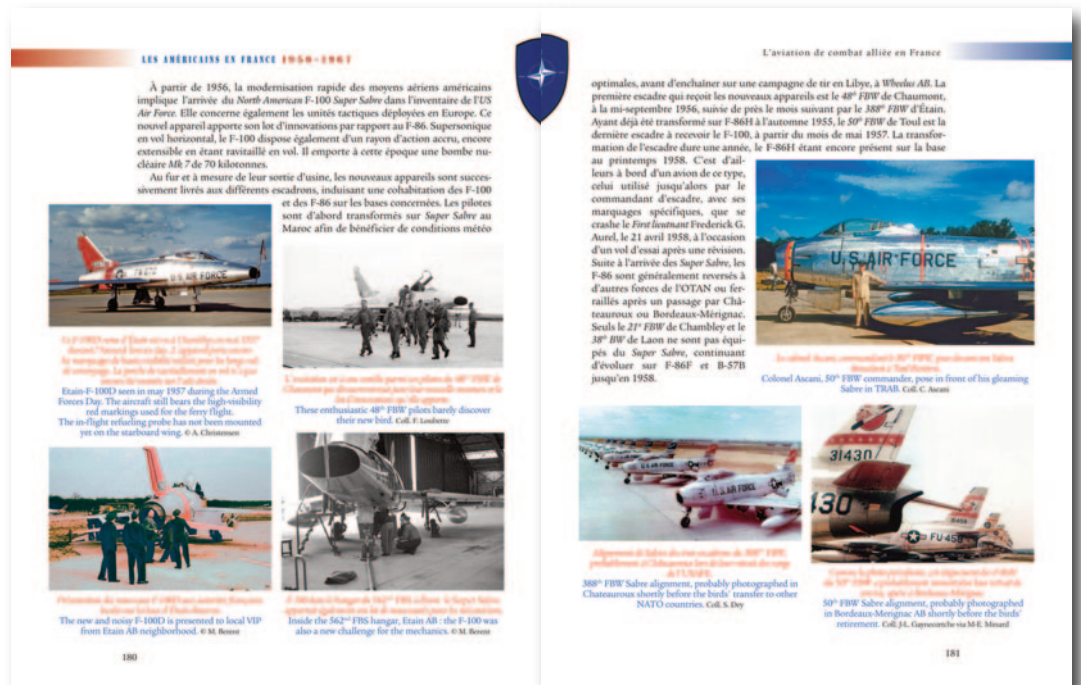 LES AMÉRICAINS EN FRANCE 1950-1967
À partir de 1956, la modernisation rapide des moyens aériens américains
implique l'arrivée du North American F-100 Super Sabre dans l'inventaire de l'US
Air Force. Elle concerne également les unités tactiques déployées en Europe. Ce
nouvel appareil apporte son lot d'innovations par rapport au F-86. Supersonique
en vol horizontal, le F-100 dispose également d'un rayon d'action accru, encore
extensible en étant ravitaillé en vol. Il emporte à cette époque une bombe nu-
cléaire Mk 7 de 70 kilotonnes.
Au fur et à mesure de leur sortie d'usine, les nouveaux appareils sont succes-
sivement livrés aux différents escadrons, induisant une cohabitation des F-100
et des F-86 sur les bases concernées. Les pilotes
sont d'abord transformés sur Super Sabre au
Maroc afin de bénéficier de conditions météo
U.S. AIR FORCE
Etain-F-100D seen in may 1957 during the Armed
Forces Day. The aircraft still bears the high-visibility
red markings used for the ferry flight.
The in-flight refueling probe has not been mounted
yet on the starboard wing. © A. Christensen
These enthusiastic 48th FBW pilots barely discover
their new bird. Coll. F. Louberte
The new and noisy F-100D is presented to local VIP
from Etain AB neighborhood. © M. Berent
Inside the 562nd FBS hangar, Etain AB : the F-100 was
also a new challenge for the mechanics. © M. Berent
180
L'aviation de combat alliée en France
optimales, avant d'enchaîner sur une campagne de tir en Libye, à Wheelus AB. La
première escadre qui reçoit les nouveaux appareils est le 48th FBW de Chaumont,
à la mi-septembre 1956, suivie de près le mois suivant par le 388th FBW d'Étain.
Ayant déjà été transformé sur F-86H à l'automne 1955, le 50th FBW de Toul est la
dernière escadre à recevoir le F-100, à partir du mois de mai 1957. La transfor-
mation de l'escadre dure une année, le F-86H étant encore présent sur la base
au printemps 1958. C'est d'ail-
leurs à bord d'un avion de ce type,
celui utilisé jusqu'alors par le
commandant d'escadre, avec ses
marquages spécifiques, que se
crashe le First lieutnant Frederick G.
Aurel, le 21 avril 1958, à l'occasion
d'un vol d'essai après une révision.
Suite à l'arrivée des Super Sabre, les
F-86 sont généralement reversés à
d'autres forces de l'OTAN ou fer-
raillés après un passage par Châ-
teauroux ou Bordeaux-Mérignac.
Seuls le 21st FBW de Chambley et le
38th BW de Laon ne sont pas équi-
pés du Super Sabre, continuant
d'évoluer sur F-86F et B-57B
jusqu'en 1958.
U.S. AIR FORCE
Colonel Ascani, 50th FBW commander, pose in front of his gleaming
Sabre in TRAB. Coll. C. Ascani
U.S. AIR FORCE
388th FBW Sabre alignment, probably photographed in
Chateauroux shortly before the birds' transfer to other
NATO countries. Coll. S. Dey
31430
430
FU-458
50th FBW Sabre alignment, probably photographed
in Bordeaux-Merignac AB shortly before the birds'
retirement. Coll. J-L. Gaynecoetche via M-E. Minard
181